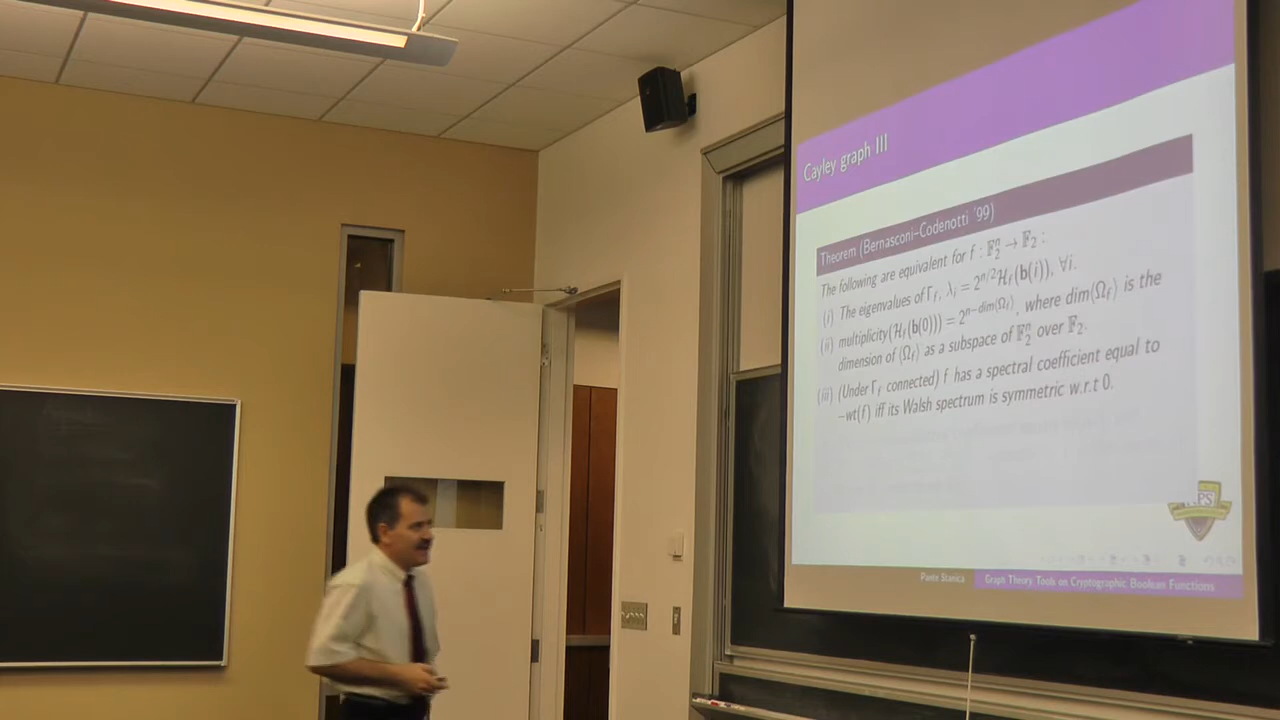 Cayley graph III
Theorem (Bernasconi–Codenotti '99)
The following are equivalent for f : 𝔽₂ⁿ → 𝔽₂ :
(i) The eigenvalues of Γ_f, λ_i = 2^{n/2}ℋ_f(b(i)), ∀i.
(ii) multiplicity(ℋ_f(b(0))) = 2^{n−dim⟨Ω_f⟩}, where dim⟨Ω_f⟩ is the
dimension of ⟨Ω_f⟩ as a subspace of 𝔽₂ⁿ over 𝔽₂.
(iii) (Under Γ_f connected) f has a spectral coefficient equal to
−wt(f) iff its Walsh spectrum is symmetric w.r.t 0.
PS
Pante Stanica
Graph Theory Tools on Cryptographic Boolean Functions